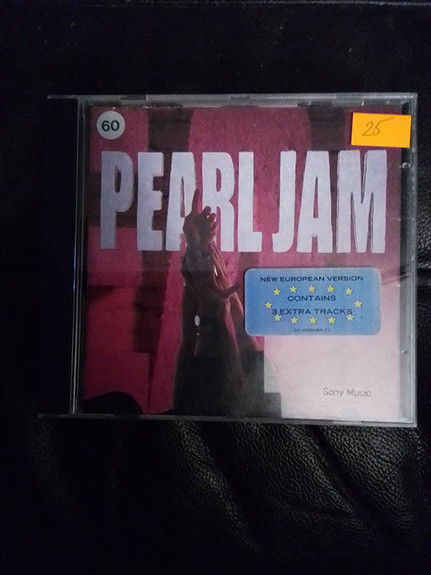 60
25
PEARL JAM
NEW EUROPEAN VERSION
CONTAINS
3 EXTRA TRACKS
Sony Music